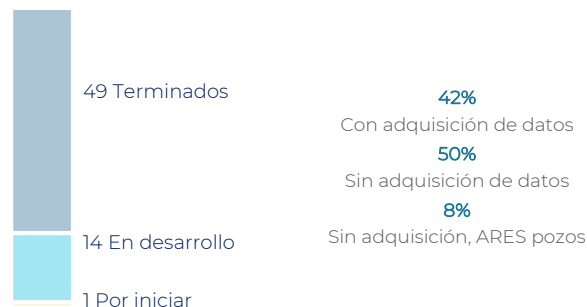 49 Terminados
14 En desarrollo
1 Por iniciar
42%
Con adquisición de datos
50%
Sin adquisición de datos
8%
Sin adquisición, ARES pozos